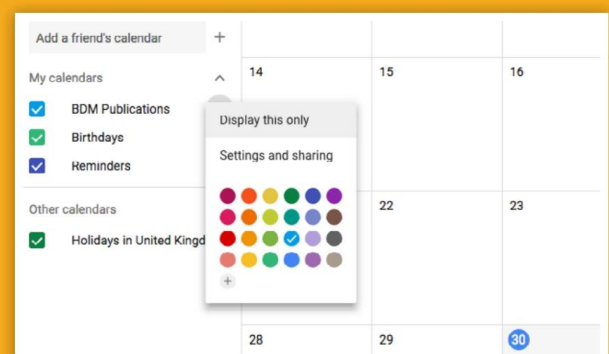 Add a friend's calendar +
My calendars
BDM Publications
Birthdays
Reminders
Other calendars
Holidays in United Kingd
Display this only
Settings and sharing
+
14 15 16
22 23
28 29 30